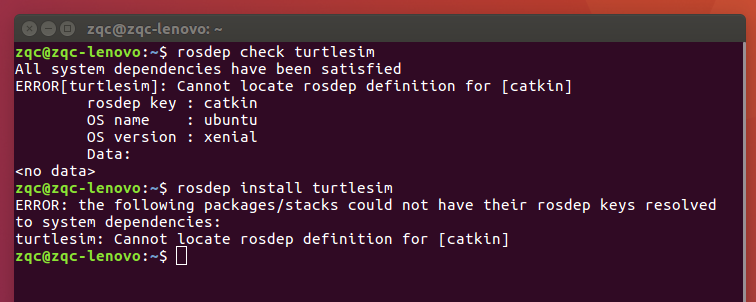 zqc@zqc-lenovo: ~
zqc@zqc-lenovo:~$ rosdep check turtlesim
All system dependencies have been satisfied
ERROR[turtlesim]: Cannot locate rosdep definition for [catkin]
        rosdep key : catkin
        OS name    : ubuntu
        OS version : xenial
        Data:
<no data>
zqc@zqc-lenovo:~$ rosdep install turtlesim
ERROR: the following packages/stacks could not have their rosdep keys resolved
to system dependencies:
turtlesim: Cannot locate rosdep definition for [catkin]
zqc@zqc-lenovo:~$